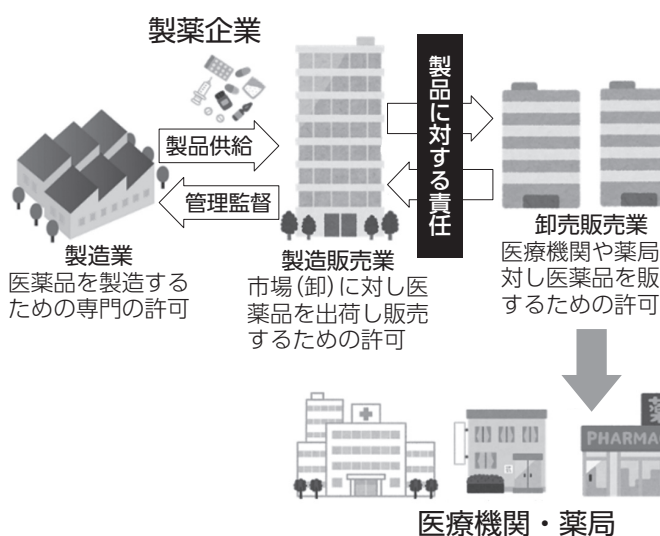 製薬企業
製品供給
管理監督
製品に対する責任
製造業
医薬品を製造する
ための専門の許可
製造販売業
市場(卸)に対し医
薬品を出荷し販売
するための許可
卸売販売業
医療機関や薬局
対し医薬品を販
するための許可
薬
PHARMA
医療機関・薬局